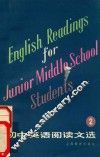 English Readings
for
Junior Middle School
Students
2
初中英语阅读文选